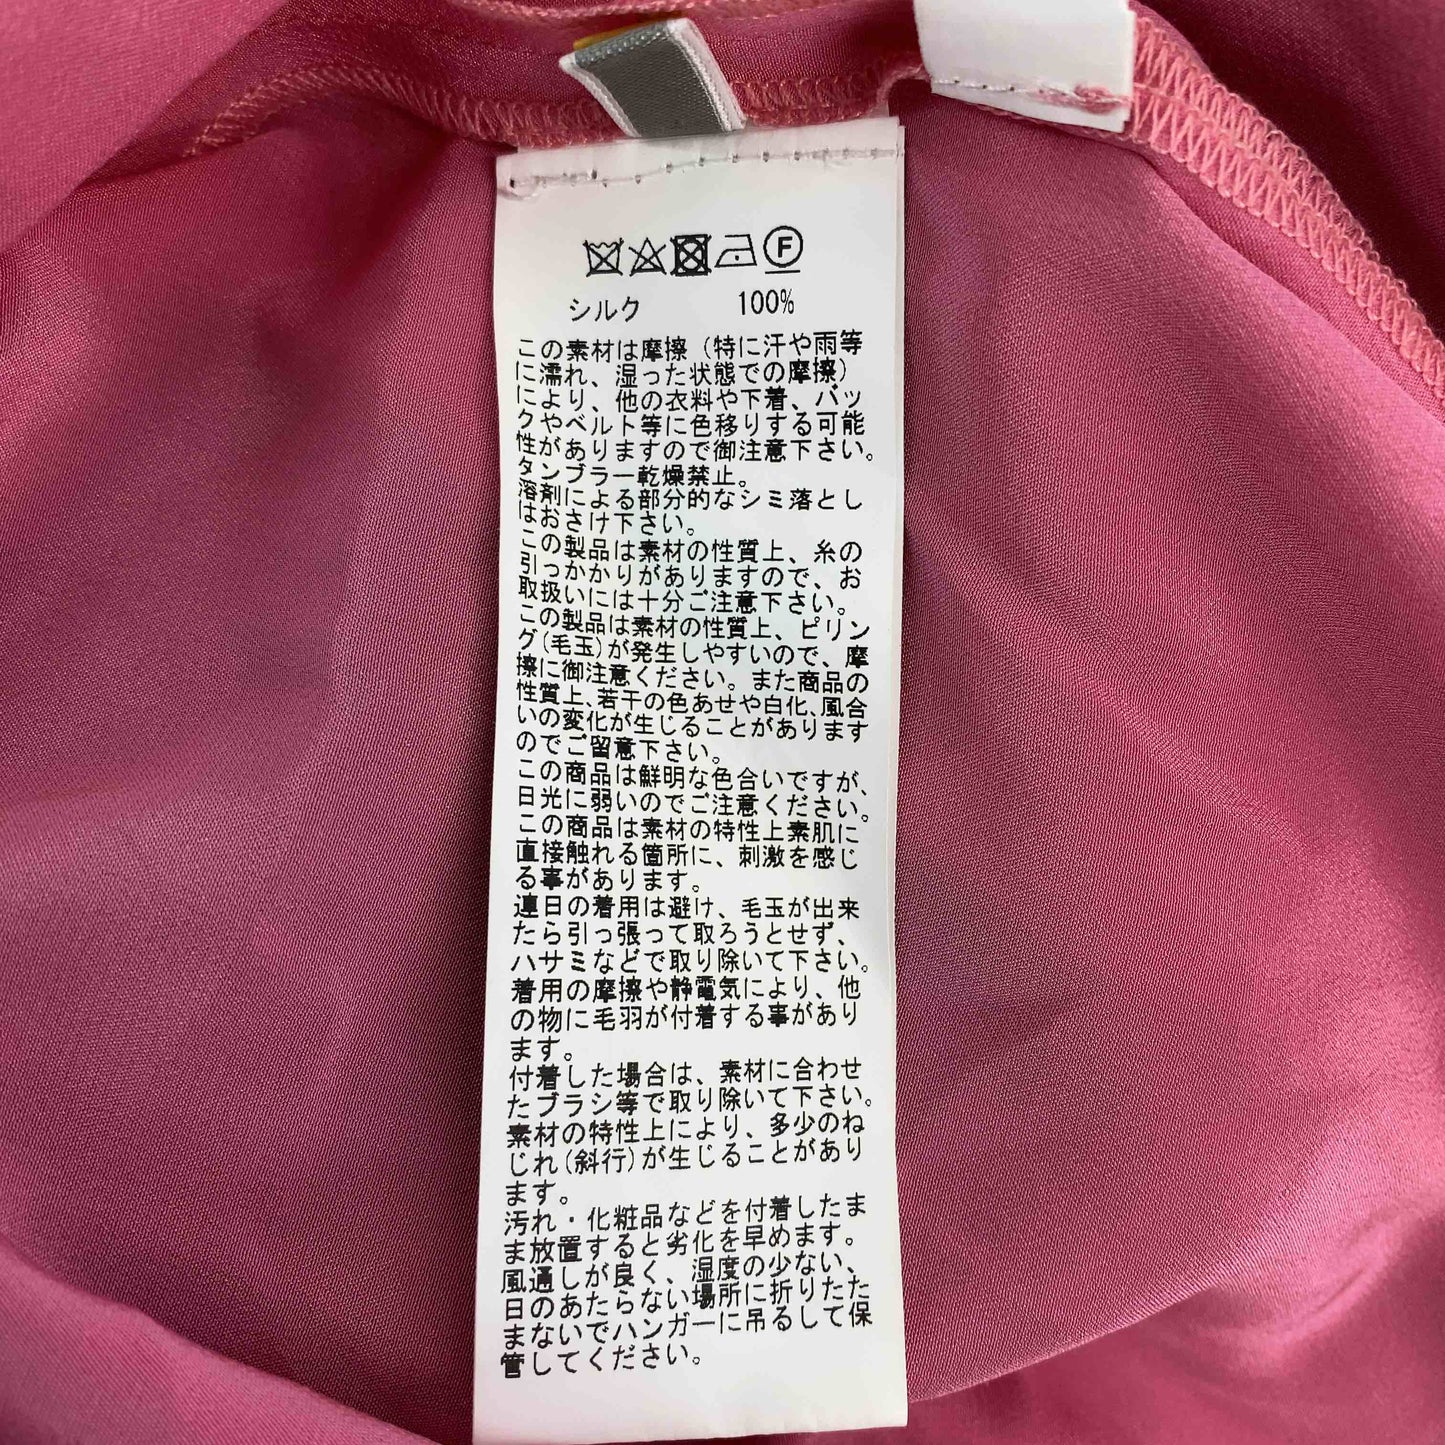 F
シルク 100%
この素材は摩擦（特に汗や雨等
に濡れ、湿った状態での摩擦）
により、他の衣料や下着、バッ
クやベルト等に色移りする可能
性がありますので御注意下さい。
タンブラー乾燥禁止。
溶剤による部分的なシミ落とし
はおさけ下さい。
この製品は素材の性質上、糸の
引っかかりがありますので、お
取扱いには十分ご注意下さい。
この製品は素材の性質上、ピリン
グ(毛玉)が発生しやすいので、摩
擦に御注意ください。また商品の
性質上、若干の色あせや白化、風合
いの変化が生じることがあります
のでご留意下さい。
この商品は鮮明な色合いですが、
日光に弱いのでご注意ください。
この商品は素材の特性上素肌に
直接触れる箇所に、刺激を感じ
る事があります。
連日の着用は避け、毛玉が出来
たら引っ張って取ろうとせず、
ハサミなどで取り除いて下さい。
着用の摩擦や静電気により、他
の物に毛羽が付着する事があり
ます。
付着した場合は、素材に合わせ
たブラシ等で取り除いて下さい。
素材の特性上により、多少のね
じれ(斜行)が生じることがあり
ます。
汚れ・化粧品などを付着したま
ま放置すると劣化を早めます。
風通しが良く、湿度の少ない、
日のあたらない場所に折りたた
まないでハンガーに吊るして保
管してください。